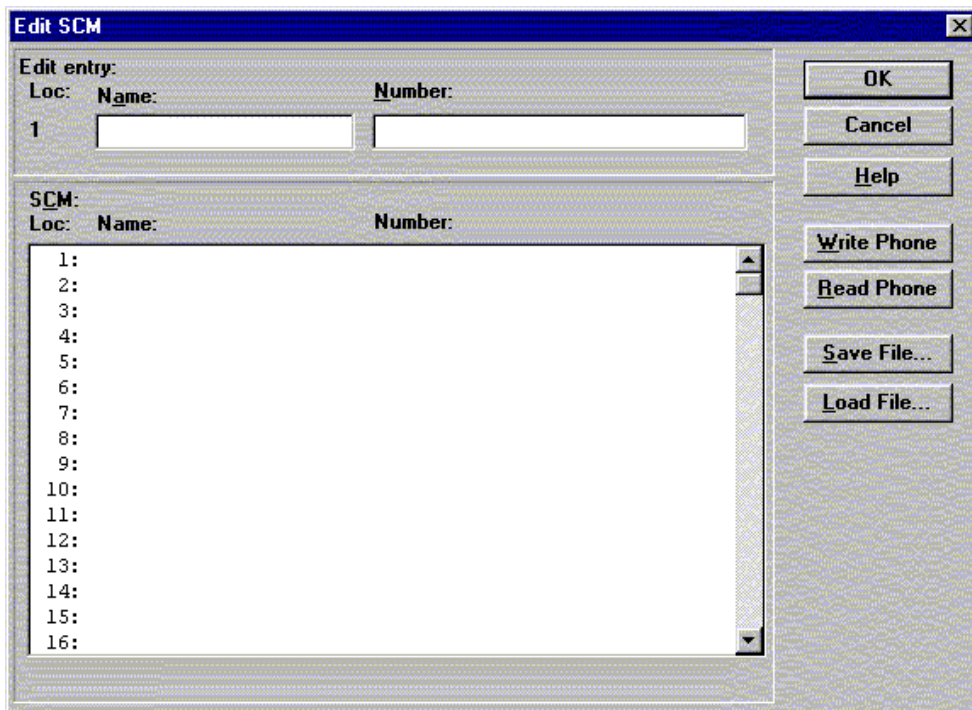 Edit SCM
Edit entry:
Loc: Name: Number:
1
SCM:
Loc: Name: Number:
1:
2:
3:
4:
5:
6:
7:
8:
9:
10:
11:
12:
13:
14:
15:
16:
OK
Cancel
Help
Write Phone
Read Phone
Save File...
Load File...